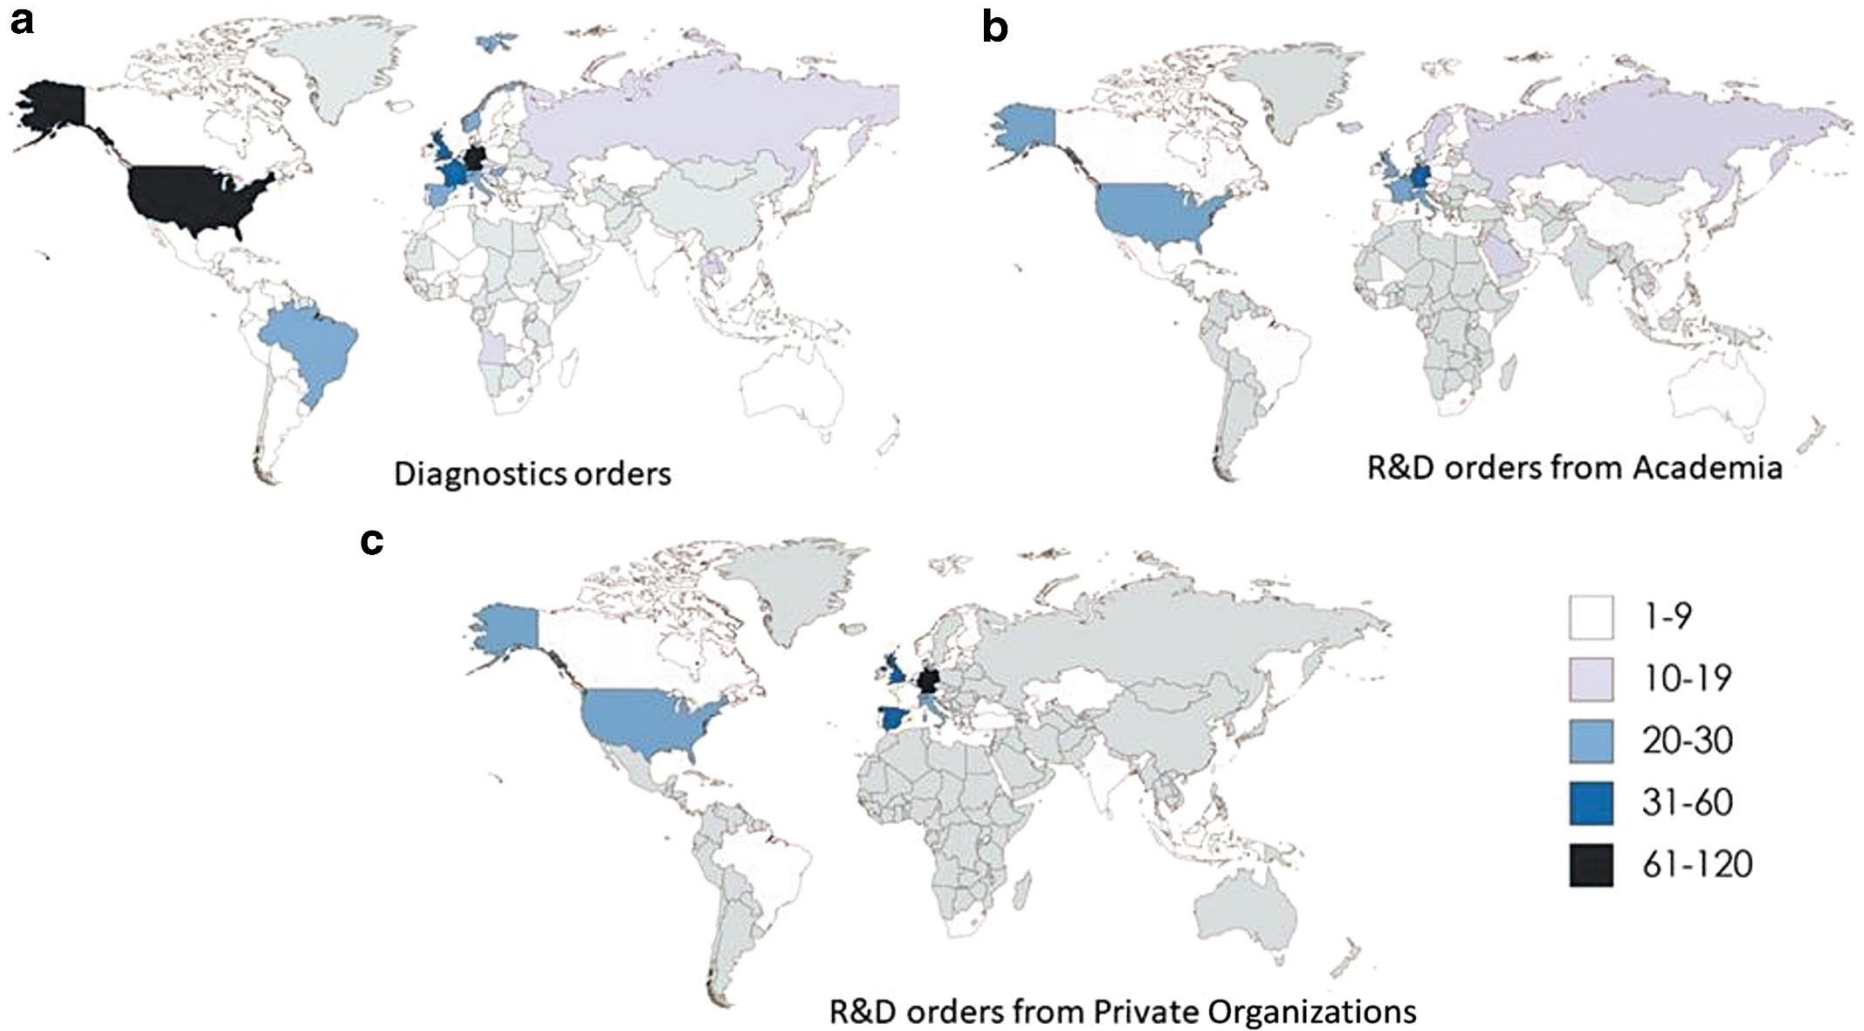 a
b
Diagnostics orders
R&D orders from Academia
c
1-9
10-19
20-30
31-60
61-120
R&D orders from Private Organizations